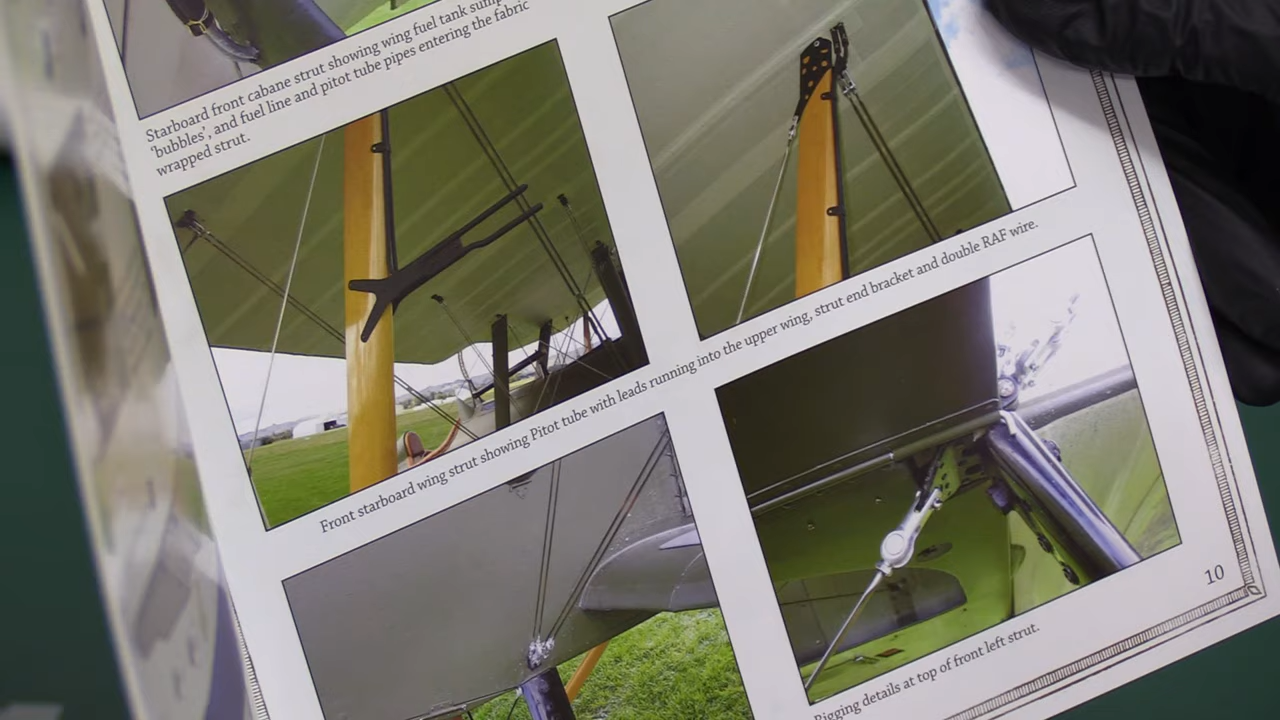 Starboard front cabane strut showing wing fuel tank sump
'bubbles', and fuel line and pitot tube pipes entering the fabric
wrapped strut.
Front starboard wing strut showing Pitot tube with leads running into the upper wing, strut end bracket and double RAF wire.
Rigging details at top of front left strut.
10